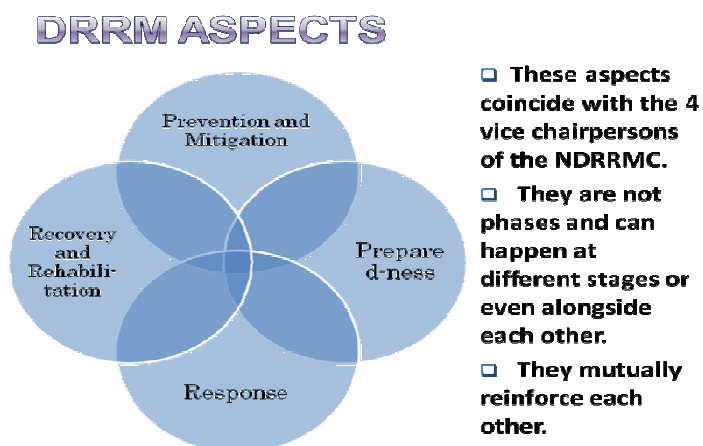 DRRM ASPECTS
Prevention and
Mitigation
Recovery
and
Rehabili-
tation
Prepare
d-ness
Response
These aspects
coincide with the 4
vice chairpersons
of the NDRRMC.
They are not
phases and can
happen at
different stages or
even alongside
each other.
They mutually
reinforce each
other.